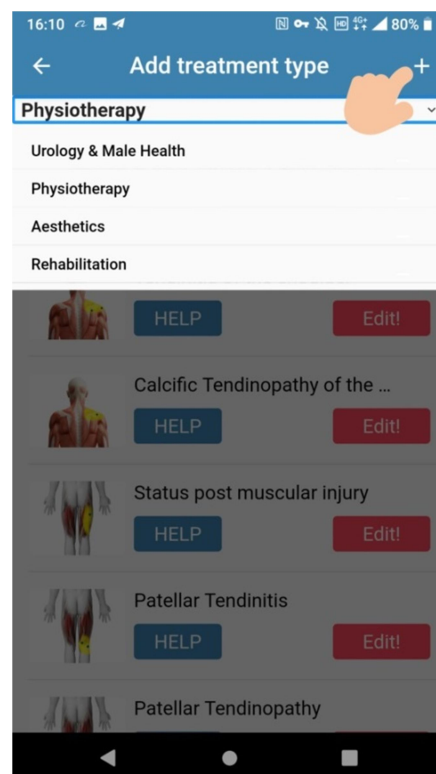 16:10 80%
Add treatment type
Physiotherapy
Urology & Male Health
Physiotherapy
Aesthetics
Rehabilitation
HELP Edit!
Calcific Tendinopathy of the ...
HELP Edit!
Status post muscular injury
HELP Edit!
Patellar Tendinitis
HELP Edit!
Patellar Tendinopathy